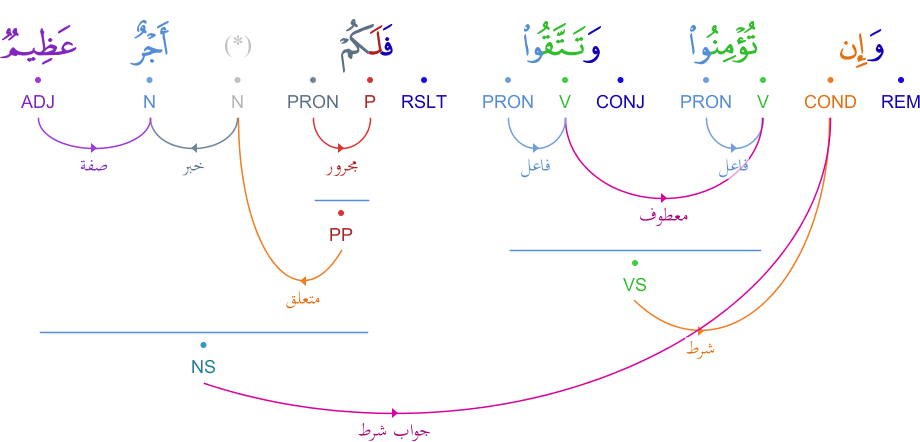 وَإِن تُؤْمِنُوا۟ وَتَتَّقُوا۟ فَلَكُمْ (*) أَجْرٌ عَظِيمٌ
REM COND V PRON CONJ V PRON RSLT P PRON N N ADJ
فاعل فاعل مجرور خبر صفة
معطوف
PP
VS
متعلق
شرط
NS
جواب شرط